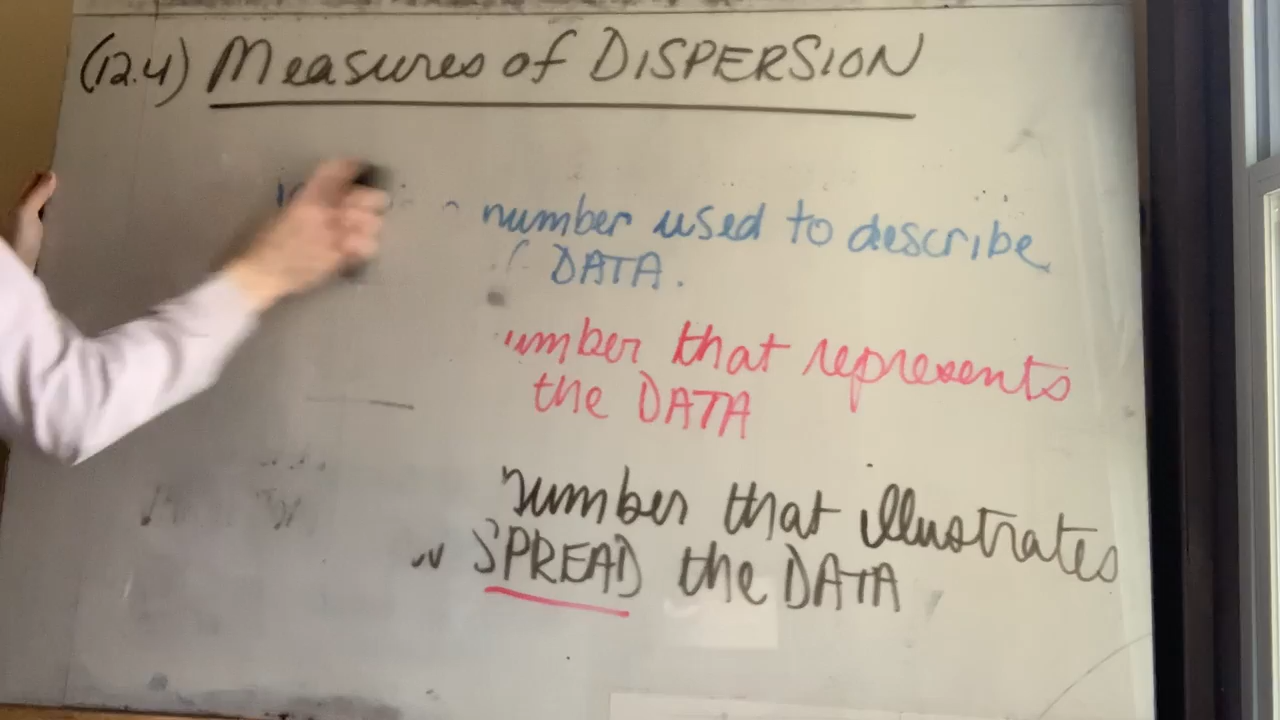 (12.4) Measures of DISPERSION
number used to describe
DATA.
number that represents
the DATA
number that illustrates
SPREAD the DATA